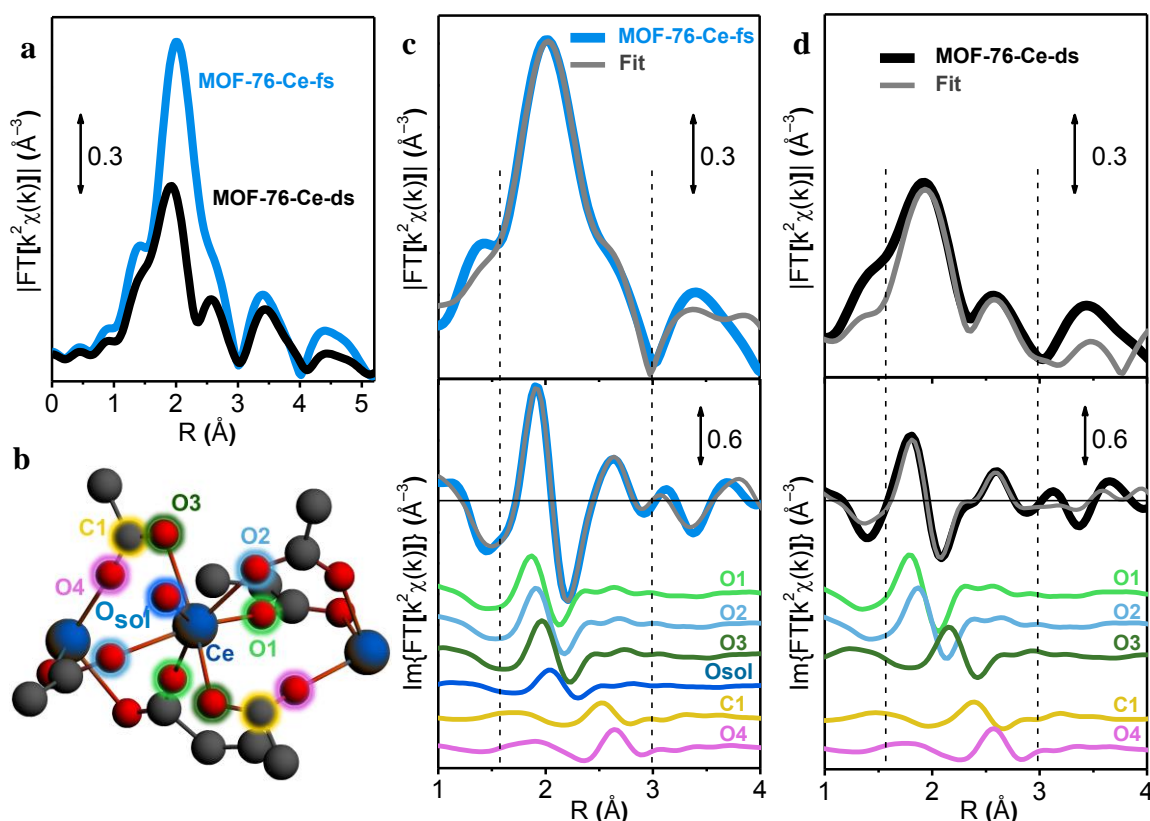 a
MOF-76-Ce-fs
0.3
MOF-76-Ce-ds
|FT[k²χ(k)]| (Å⁻³)
0 1 2 3 4 5
R (Å)
b
O3
C1
O2
O4
Osol
O1
Ce
c
MOF-76-Ce-fs
Fit
|FT[k²χ(k)]| (Å⁻³)
0.3
0.6
Im{FT[k²χ(k)]} (Å⁻³)
O1
O2
O3
Osol
C1
O4
1 2 3 4
R (Å)
d
MOF-76-Ce-ds
Fit
|FT[k²χ(k)]| (Å⁻³)
0.3
0.6
Im{FT[k²χ(k)]} (Å⁻³)
O1
O2
O3
C1
O4
1 2 3 4
R (Å)